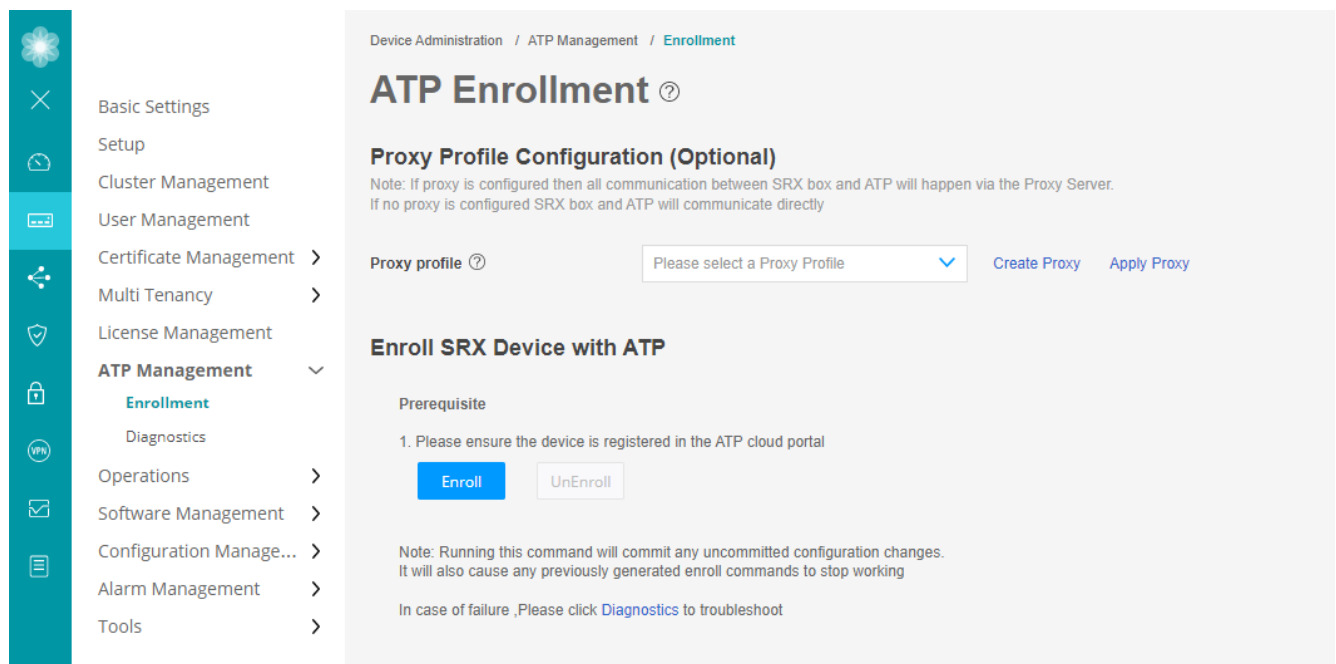 Device Administration / ATP Management / Enrollment
ATP Enrollment ?
Basic Settings
Setup
Cluster Management
User Management
Certificate Management
Multi Tenancy
License Management
ATP Management
Enrollment
Diagnostics
Operations
Software Management
Configuration Manage...
Alarm Management
Tools
VPN
Proxy Profile Configuration (Optional)
Note: If proxy is configured then all communication between SRX box and ATP will happen via the Proxy Server.
If no proxy is configured SRX box and ATP will communicate directly
Proxy profile ? Please select a Proxy Profile Create Proxy Apply Proxy
Enroll SRX Device with ATP
Prerequisite
1. Please ensure the device is registered in the ATP cloud portal
Enroll UnEnroll
Note: Running this command will commit any uncommitted configuration changes.
It will also cause any previously generated enroll commands to stop working
In case of failure ,Please click Diagnostics to troubleshoot